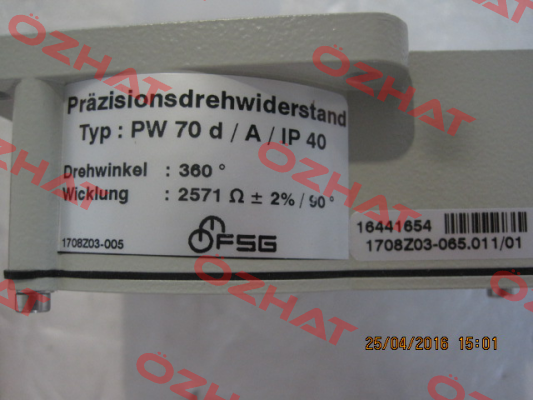 Präzisionsdrehwiderstand
Typ : PW 70 d / A / IP 40
Drehwinkel : 360 °
Wicklung : 2571 Ω ± 2% / 90°
1708Z03-005
FSG
16441654
1708Z03-065.011/01
25/04/2016 15:01
OZHAT
OZHAT
OZHAT
OZHAT
OZHAT
ÖZHAT